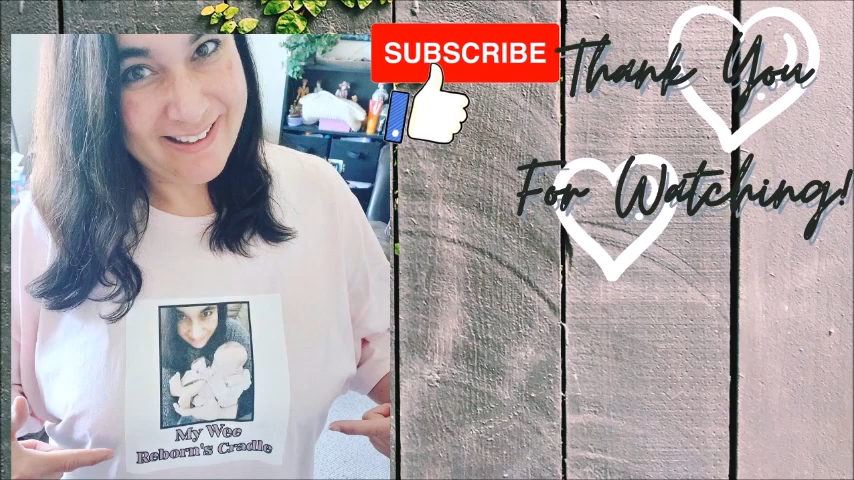 SUBSCRIBE
Thank You
For Watching!
My Wee
Reborn's Cradle